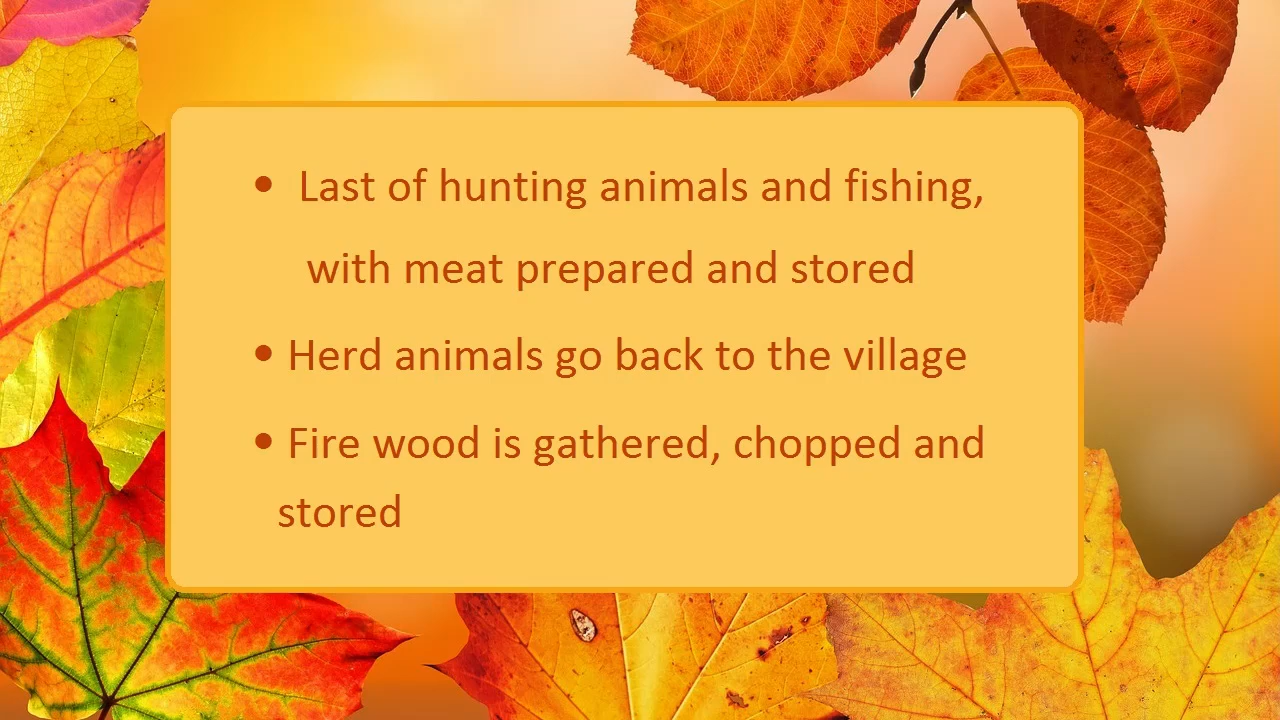 • Last of hunting animals and fishing,
with meat prepared and stored
• Herd animals go back to the village
• Fire wood is gathered, chopped and
stored